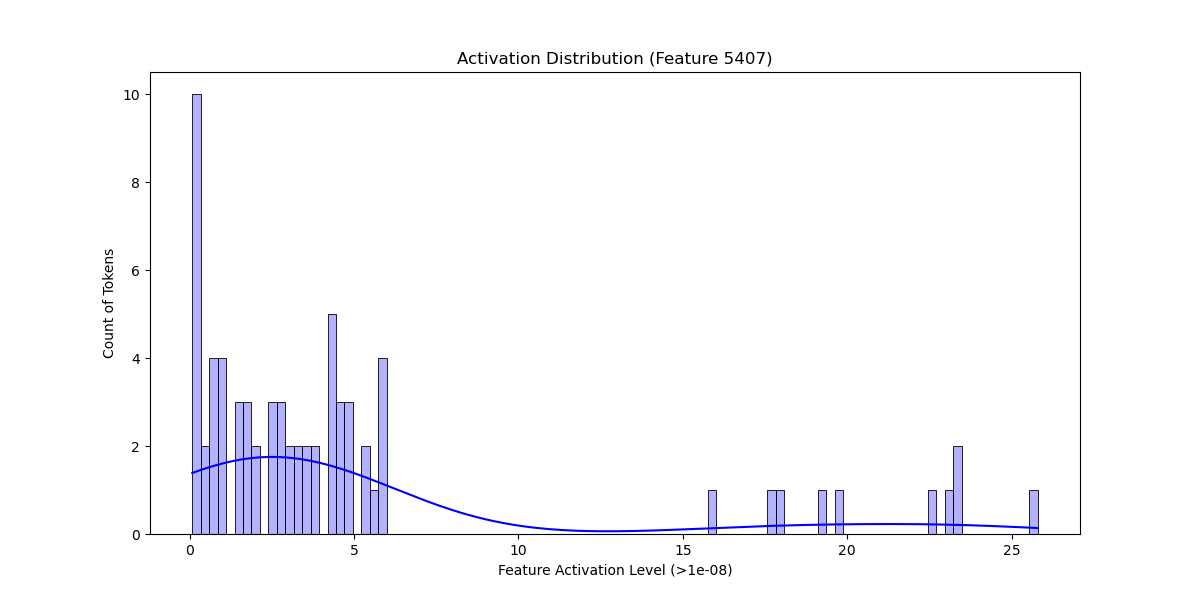 Activation Distribution (Feature 5407)
10
8
6
4
2
0
Count of Tokens
0 5 10 15 20 25
Feature Activation Level (>1e-08)